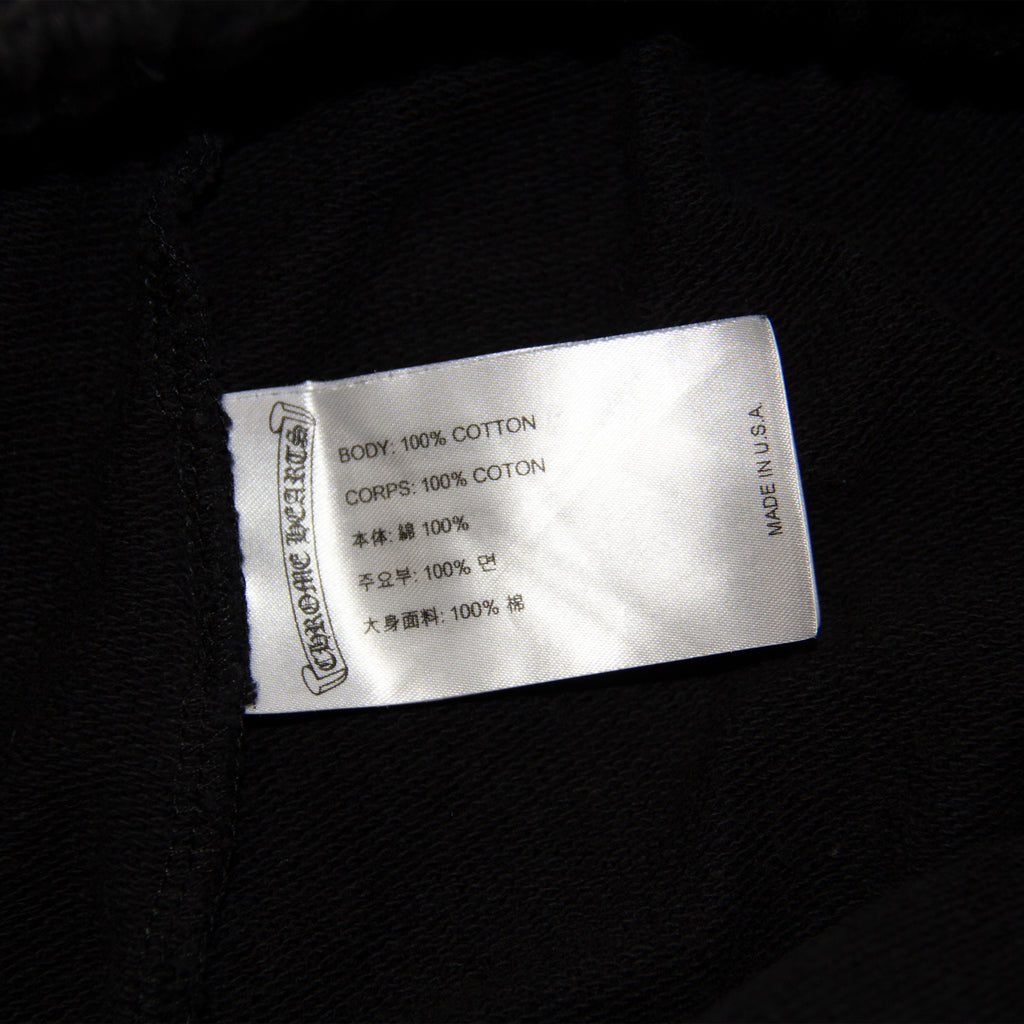 CHROME HEARTS
BODY: 100% COTTON
CORPS: 100% COTON
本体: 綿 100%
주요부: 100% 면
大身面料: 100% 棉
MADE IN U.S.A.